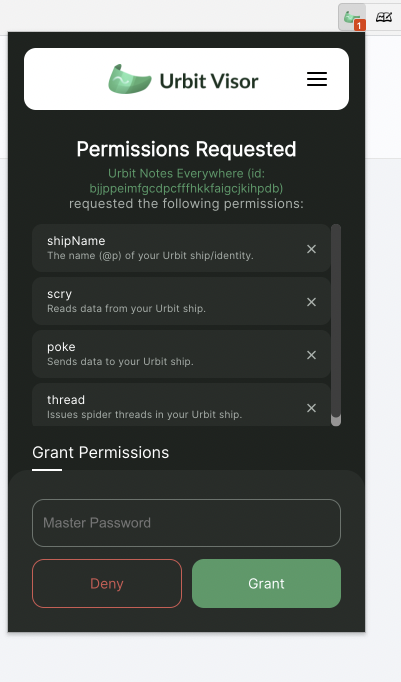 1
Urbit Visor
Permissions Requested
Urbit Notes Everywhere (id:
bjjppeimfgcdpcfffhkkfaigcjkihpdb)
requested the following permissions:
shipName
The name (@p) of your Urbit ship/identity.
scry
Reads data from your Urbit ship.
poke
Sends data to your Urbit ship.
thread
Issues spider threads in your Urbit ship.
Grant Permissions
Master Password
Deny
Grant